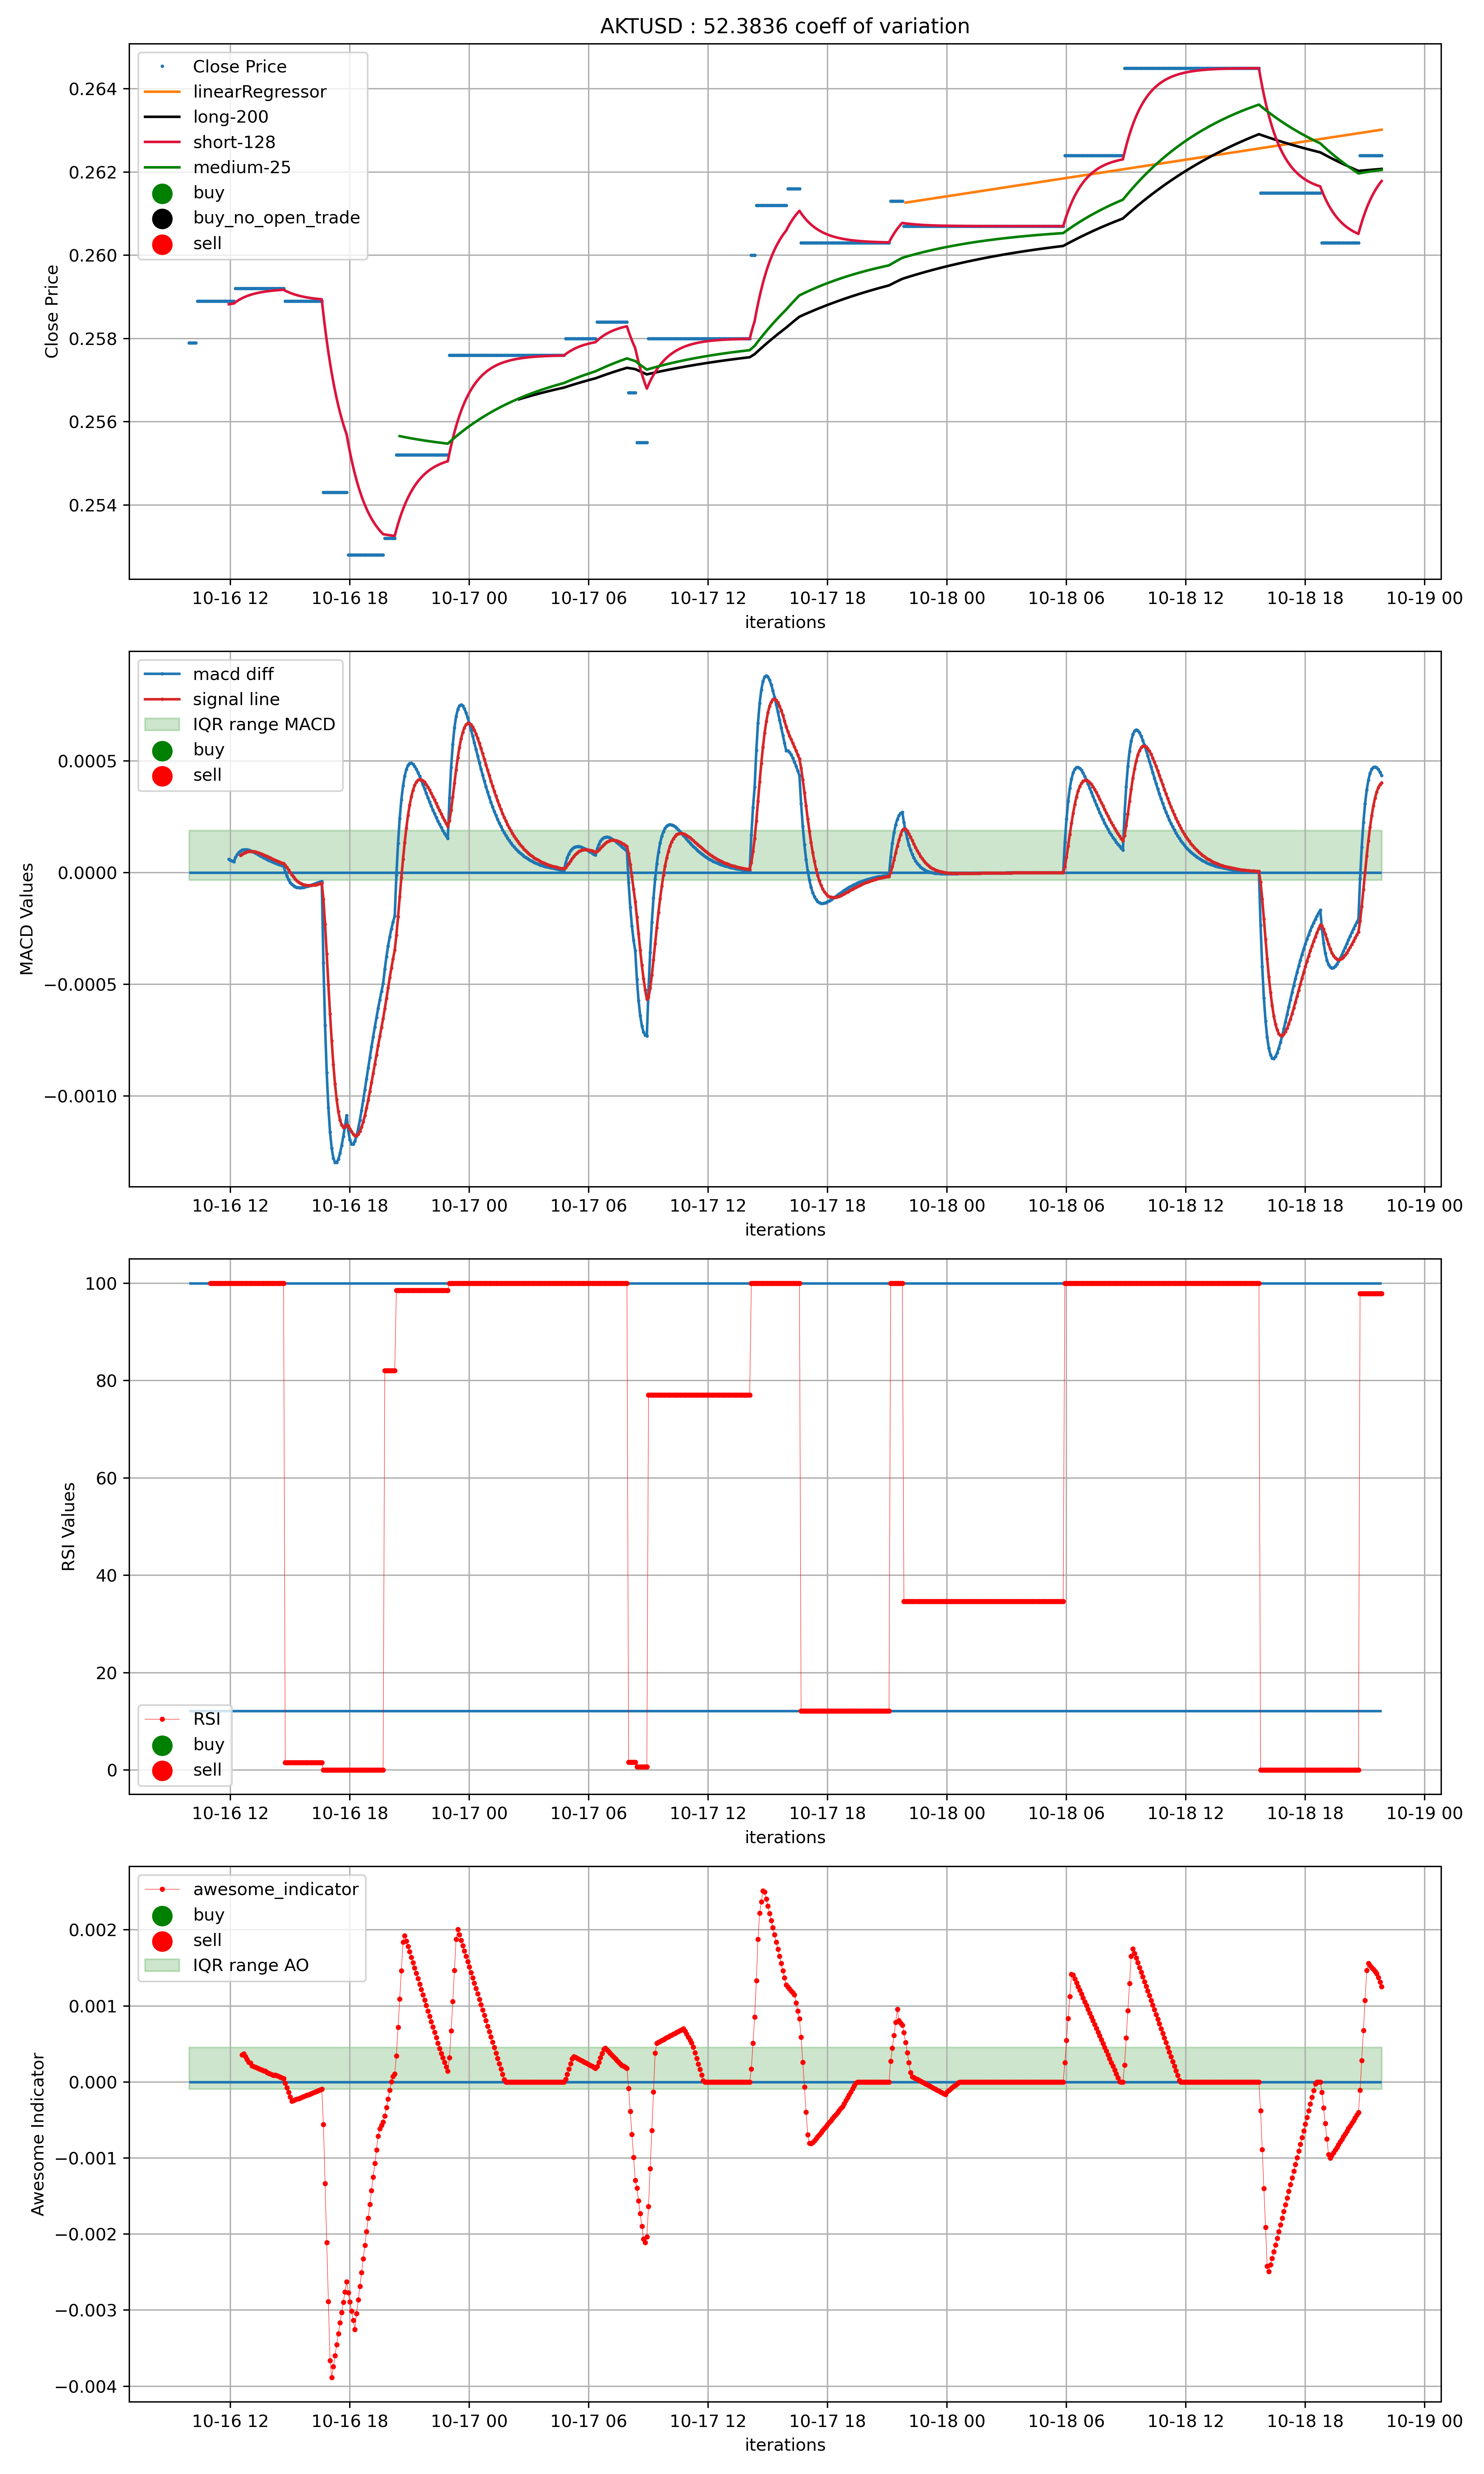 AKTUSD : 52.3836 coeff of variation
Close Price
linearRegressor
long-200
short-128
medium-25
buy
buy_no_open_trade
sell
Close Price
0.264
0.262
0.260
0.258
0.256
0.254
10-16 12 10-16 18 10-17 00 10-17 06 10-17 12 10-17 18 10-18 00 10-18 06 10-18 12 10-18 18 10-19 00
iterations
macd diff
signal line
IQR range MACD
buy
sell
MACD Values
0.0005
0.0000
−0.0005
−0.0010
10-16 12 10-16 18 10-17 00 10-17 06 10-17 12 10-17 18 10-18 00 10-18 06 10-18 12 10-18 18 10-19 00
iterations
RSI Values
100
80
60
40
20
0
RSI
buy
sell
10-16 12 10-16 18 10-17 00 10-17 06 10-17 12 10-17 18 10-18 00 10-18 06 10-18 12 10-18 18 10-19 00
iterations
awesome_indicator
buy
sell
IQR range AO
Awesome Indicator
0.002
0.001
0.000
−0.001
−0.002
−0.003
−0.004
10-16 12 10-16 18 10-17 00 10-17 06 10-17 12 10-17 18 10-18 00 10-18 06 10-18 12 10-18 18 10-19 00
iterations